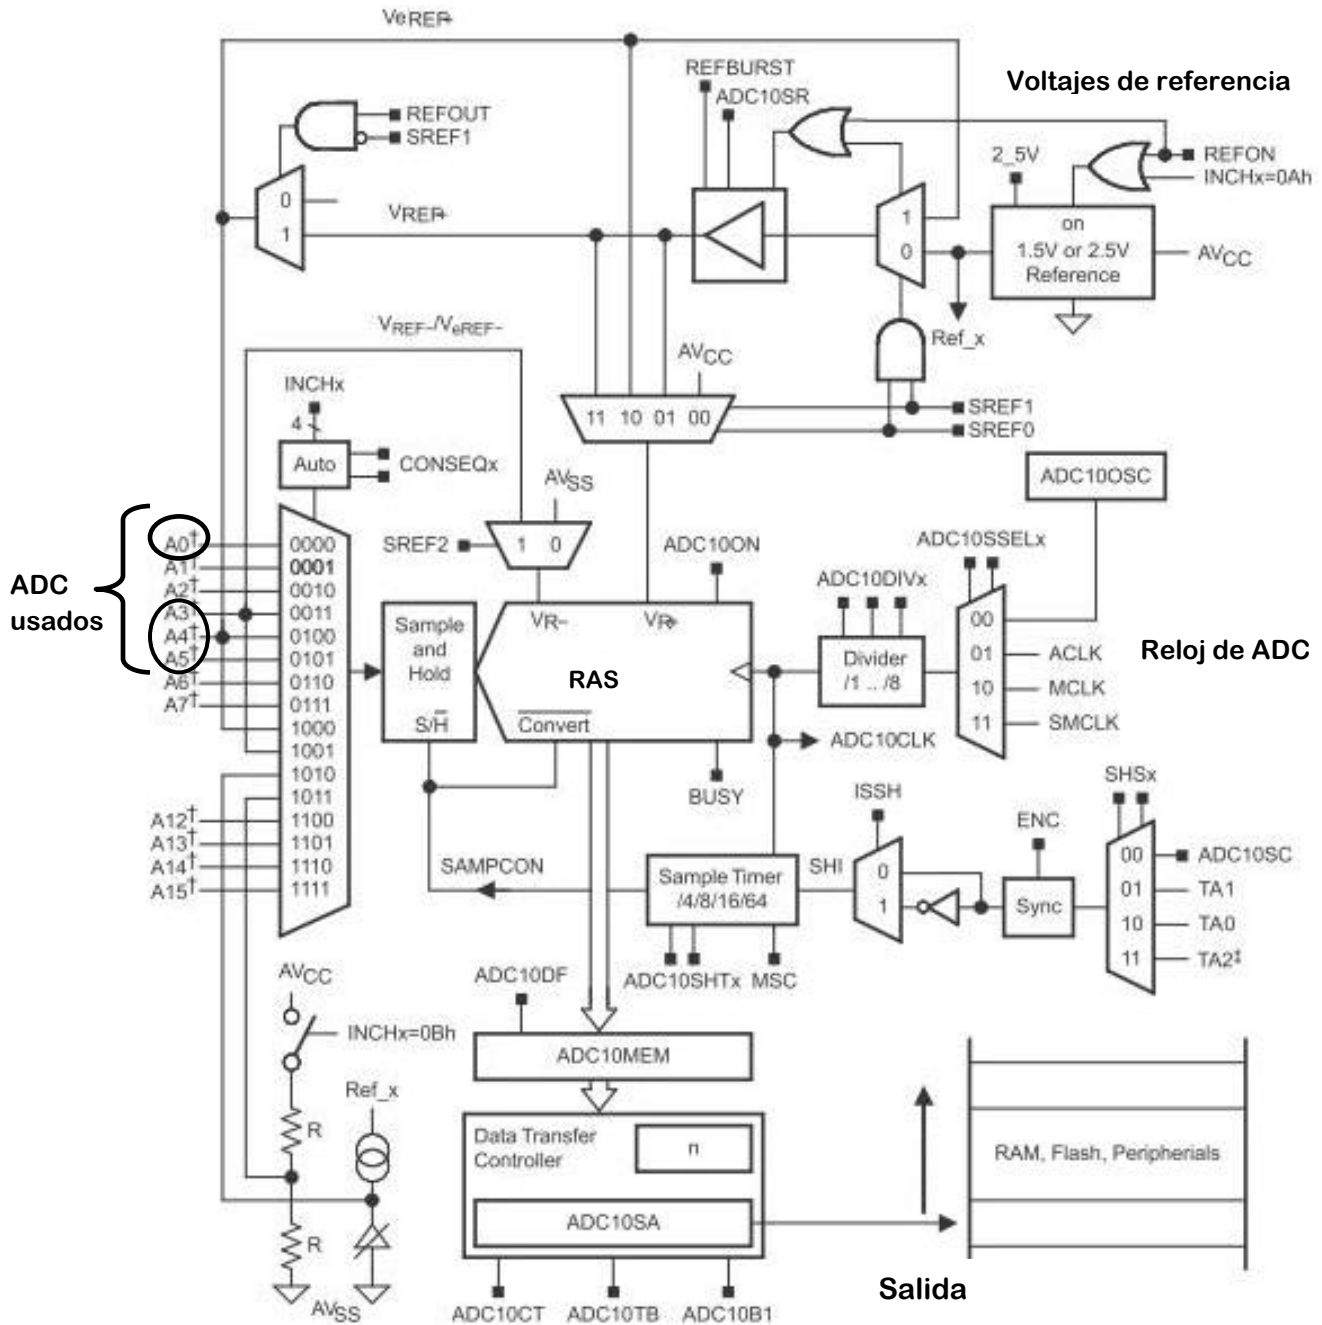 VeREF+
REFBURST
ADC10SR
Voltajes de referencia
REFOUT
SREF1
2_5V
REFON
INCHx=0Ah
0
1
VREF+
1
0
on
1.5V or 2.5V
Reference
AVCC
Ref_x
VREF-/VeREF-
AVCC
INCHx
4
11 10 01 00
SREF1
SREF0
Auto
CONSEQx
AVSS
ADC10OSC
SREF2
1 0
ADC10ON
ADC10SSELx
ADC10DIVx
ADC
usados
A0†
A1†
A2†
A3†
A4†
A5†
A6†
A7†
A12†
A13†
A14†
A15†
0000
0001
0010
0011
0100
0101
0110
0111
1000
1001
1010
1011
1100
1101
1110
1111
Sample
and
Hold
S/H
VR-
VR+
RAS
Convert
Divider
/1 ... /8
00
01
10
11
ACLK
MCLK
SMCLK
Reloj de ADC
ADC10CLK
BUSY
ISSH
SHSx
ENC
SAMPCON
Sample Timer
/4/8/16/64
SHI
0
1
Sync
00
01
10
11
ADC10SC
TA1
TA0
TA2‡
ADC10SHTx
MSC
AVCC
INCHx=0Bh
ADC10DF
ADC10MEM
Ref_x
R
R
AVSS
Data Transfer
Controller
n
ADC10SA
RAM, Flash, Peripherials
Salida
ADC10CT
ADC10TB
ADC10B1